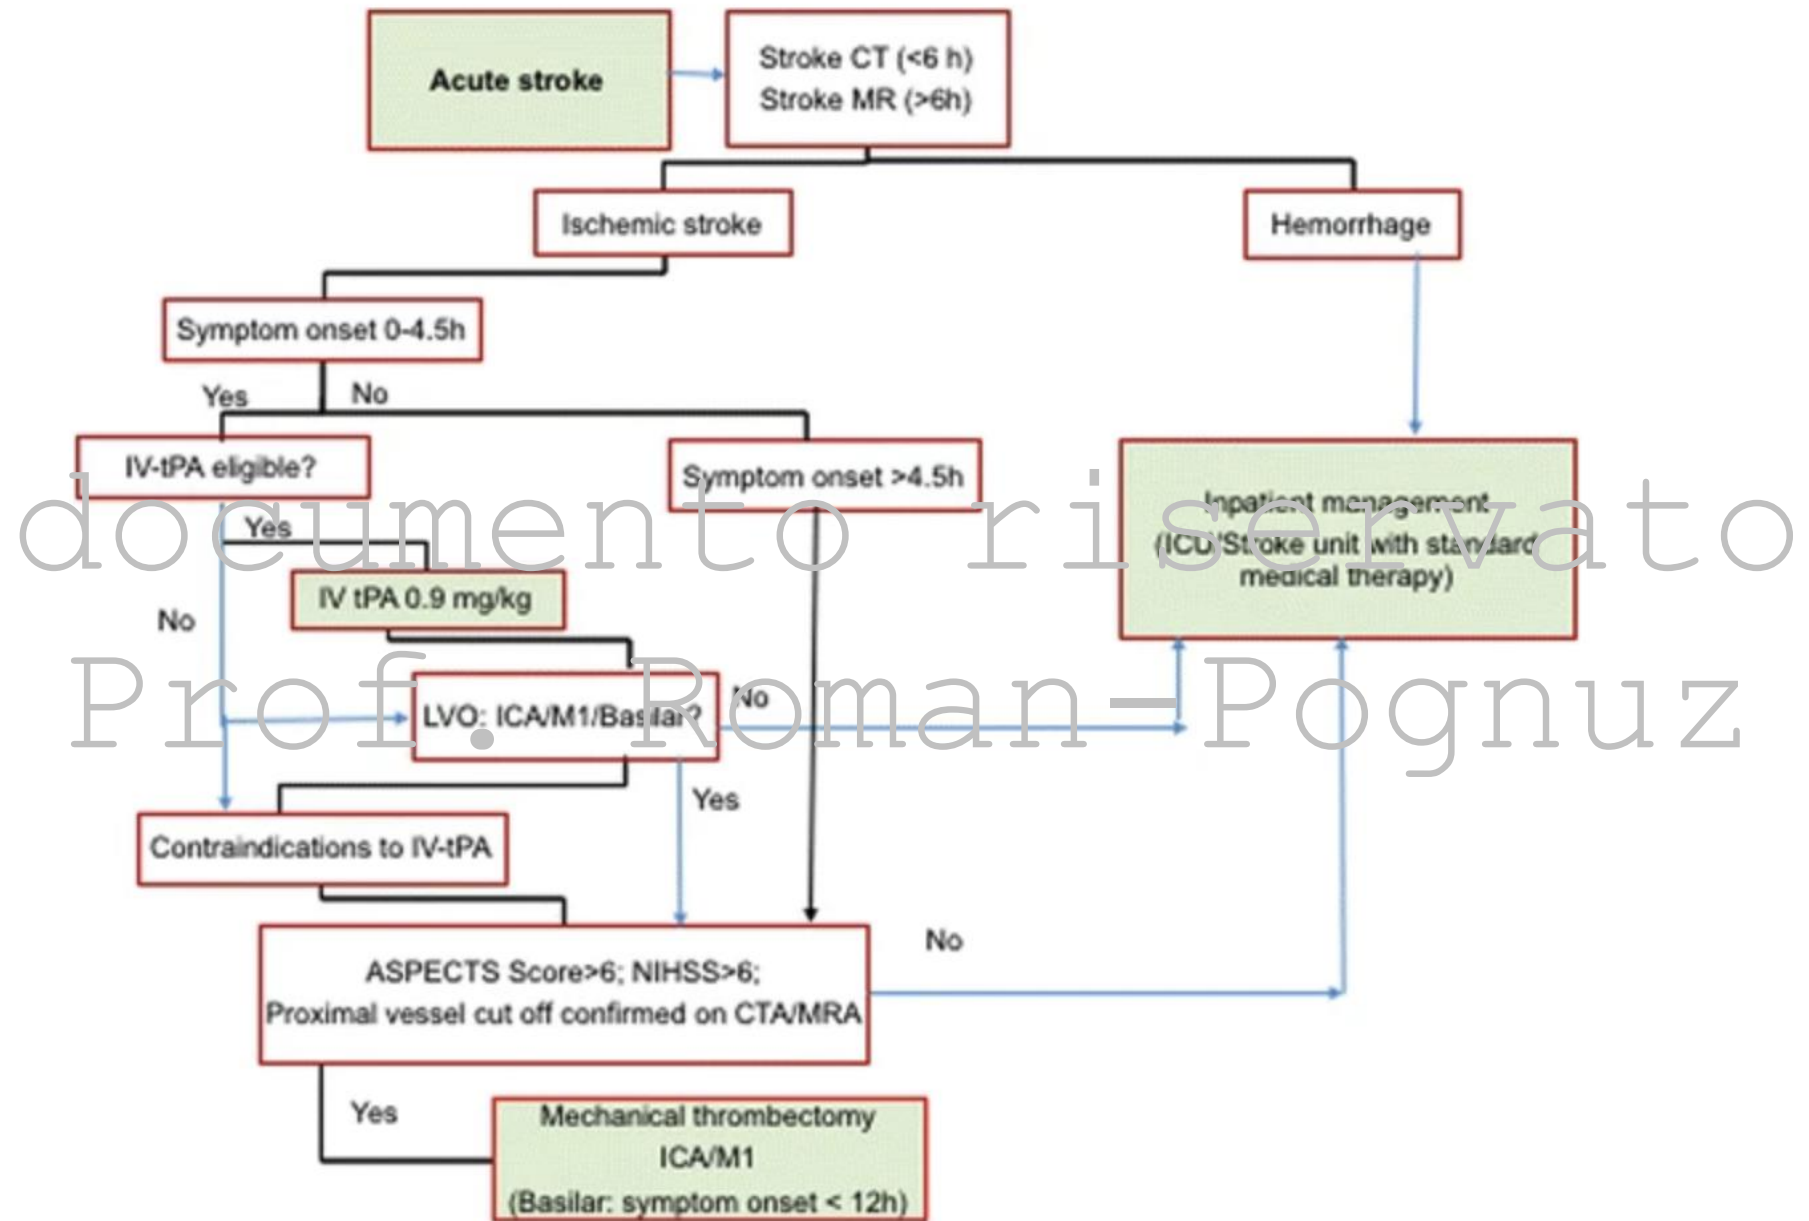 Acute stroke
Stroke CT (<6 h)
Stroke MR (>6h)
Ischemic stroke
Hemorrhage
Symptom onset 0-4.5h
Yes
No
IV-tPA eligible?
Symptom onset >4.5h
Inpatient management
(ICU/Stroke unit with standard
medical therapy)
documento riservato
Yes
IV tPA 0.9 mg/kg
No
Prof. Roman-Pognuz
LVO: ICA/M1/Basilar?
No
Yes
Contraindications to IV-tPA
ASPECTS Score>6; NIHSS>6;
Proximal vessel cut off confirmed on CTA/MRA
No
Yes
Mechanical thrombectomy
ICA/M1
(Basilar: symptom onset < 12h)